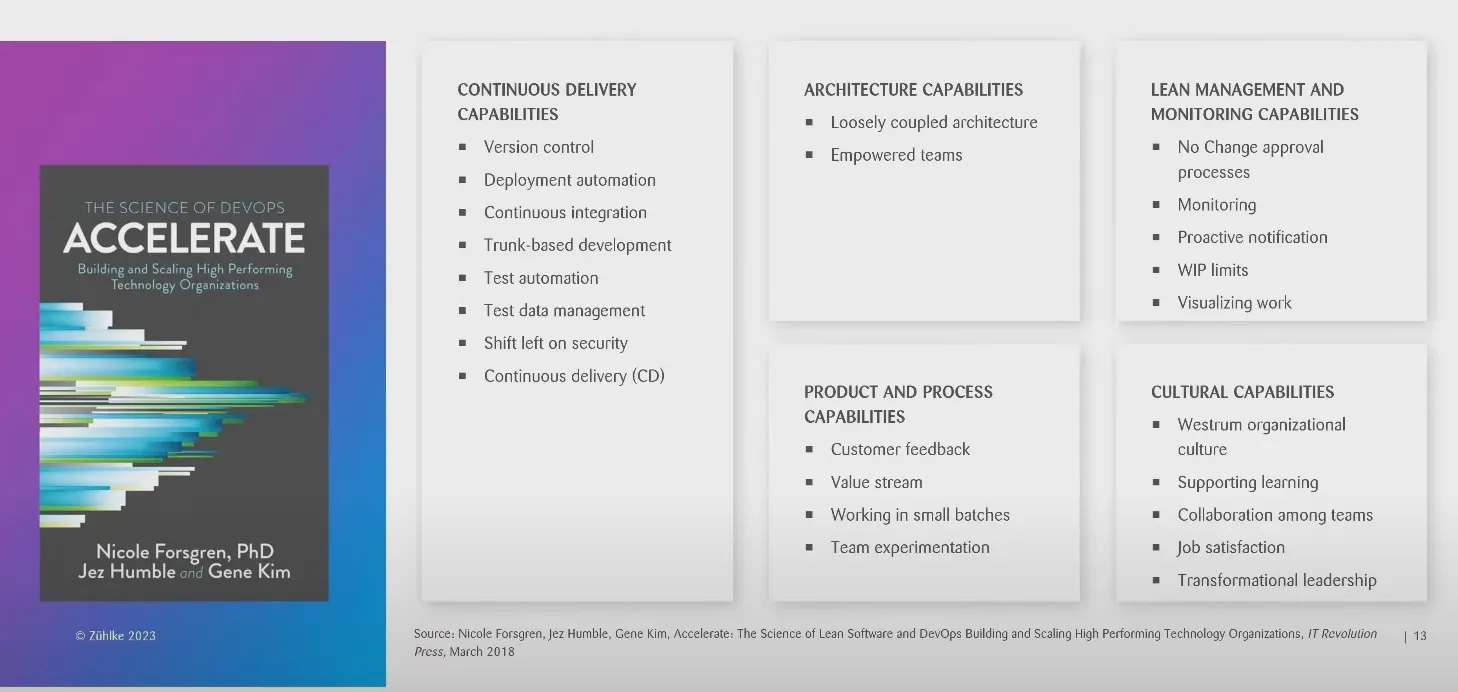 THE SCIENCE OF DEVOPS
ACCELERATE
Building and Scaling High Performing
Technology Organizations
Nicole Forsgren, PhD
Jez Humble and Gene Kim
© Zühlke 2023
CONTINUOUS DELIVERY
CAPABILITIES
▪ Version control
▪ Deployment automation
▪ Continuous integration
▪ Trunk-based development
▪ Test automation
▪ Test data management
▪ Shift left on security
▪ Continuous delivery (CD)
ARCHITECTURE CAPABILITIES
▪ Loosely coupled architecture
▪ Empowered teams
PRODUCT AND PROCESS
CAPABILITIES
▪ Customer feedback
▪ Value stream
▪ Working in small batches
▪ Team experimentation
LEAN MANAGEMENT AND
MONITORING CAPABILITIES
▪ No Change approval
processes
▪ Monitoring
▪ Proactive notification
▪ WIP limits
▪ Visualizing work
CULTURAL CAPABILITIES
▪ Westrum organizational
culture
▪ Supporting learning
▪ Collaboration among teams
▪ Job satisfaction
▪ Transformational leadership
Source: Nicole Forsgren, Jez Humble, Gene Kim, Accelerate: The Science of Lean Software and DevOps Building and Scaling High Performing Technology Organizations, IT Revolution
Press, March 2018
| 13